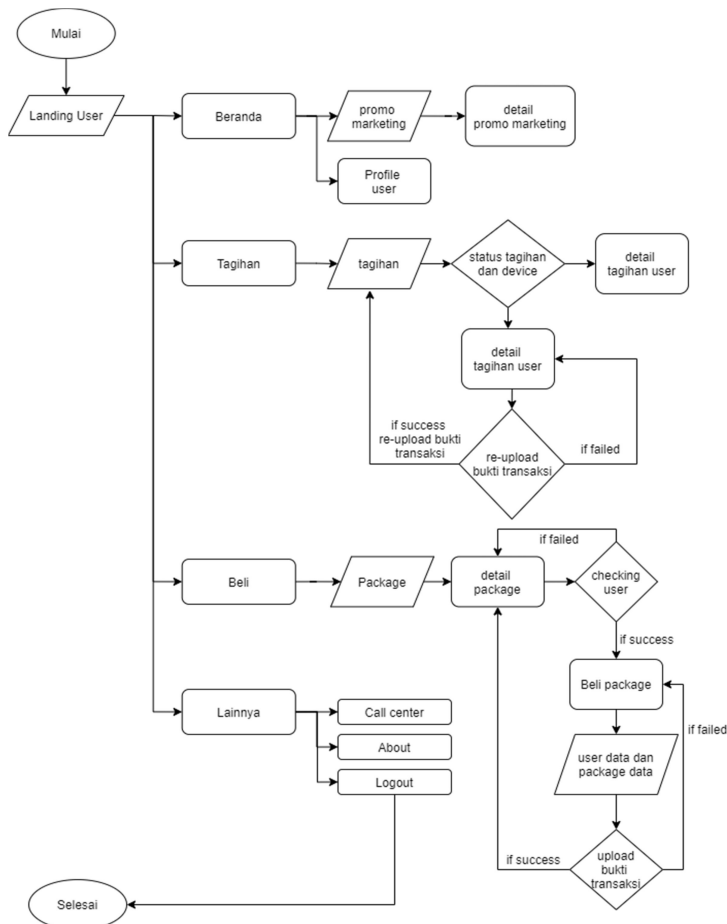 Mulai
Landing User
Beranda
promo
marketing
detail
promo marketing
Profile
user
Tagihan
tagihan
status tagihan
dan device
detail
tagihan user
detail
tagihan user
if success
re-upload bukti
transaksi
re-upload
bukti transaksi
if failed
if failed
Beli
Package
detail
package
checking
user
if success
Beli package
if failed
Lainnya
Call center
About
Logout
user data dan
package data
if success
upload
bukti
transaksi
Selesai